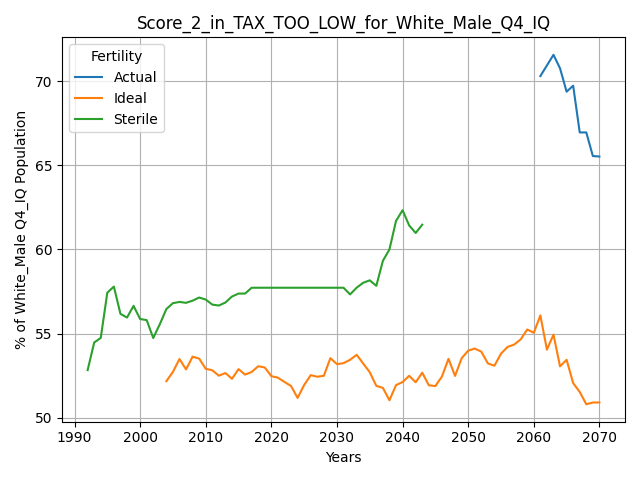 Score_2_in_TAX_TOO_LOW_for_White_Male_Q4_IQ
Fertility
Actual
Ideal
Sterile
% of White_Male Q4_IQ Population
70
65
60
55
50
1990 2000 2010 2020 2030 2040 2050 2060 2070
Years